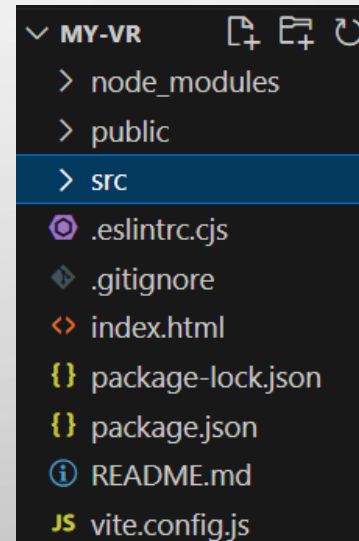 MY-VR
node_modules
public
src
.eslintrc.cjs
.gitignore
index.html
{} package-lock.json
{} package.json
README.md
JS vite.config.js